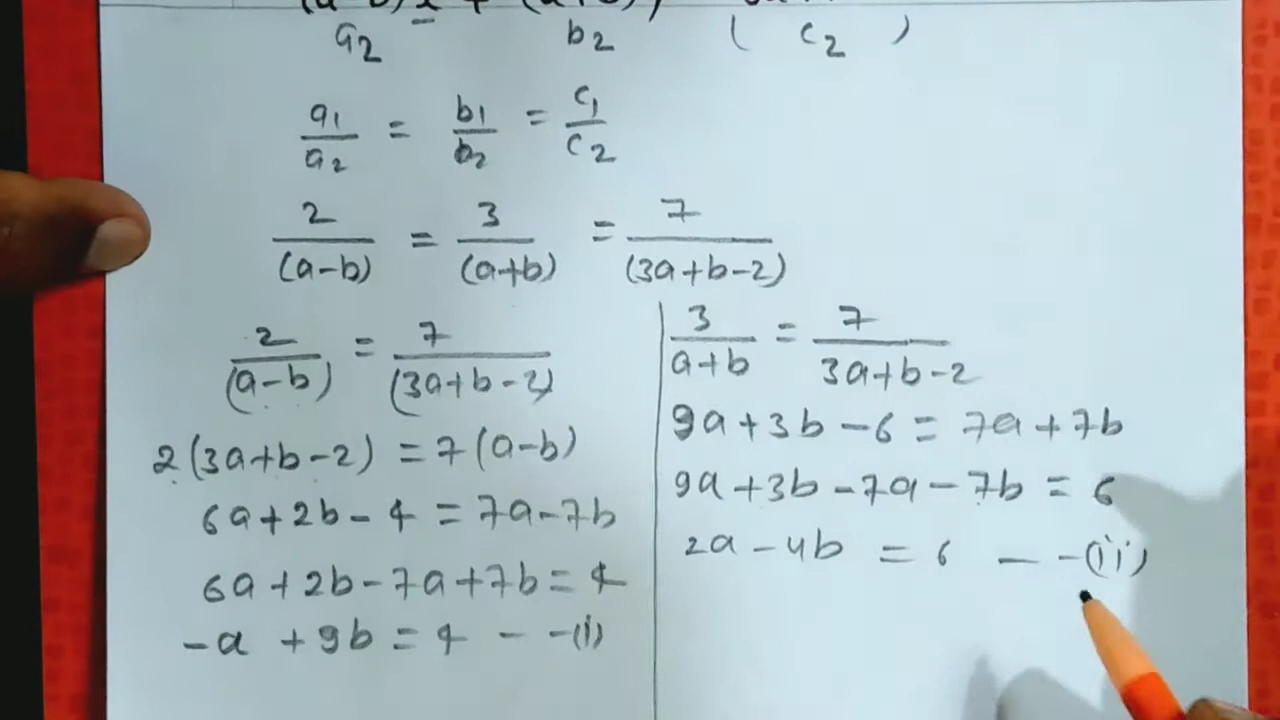 a2 b2 ( c2 )
a1/a2 = b1/b2 = c1/c2
2/(a-b) = 3/(a+b) = 7/(3a+b-2)
2/(a-b) = 7/(3a+b-2)
2(3a+b-2) = 7(a-b)
6a+2b-4 = 7a-7b
6a+2b-7a+7b=4
-a +9b = 4 - -(i)
3/a+b = 7/3a+b-2
9a+3b-6 = 7a+7b
9a+3b-7a-7b = 6
2a-4b = 6 - -(ii)